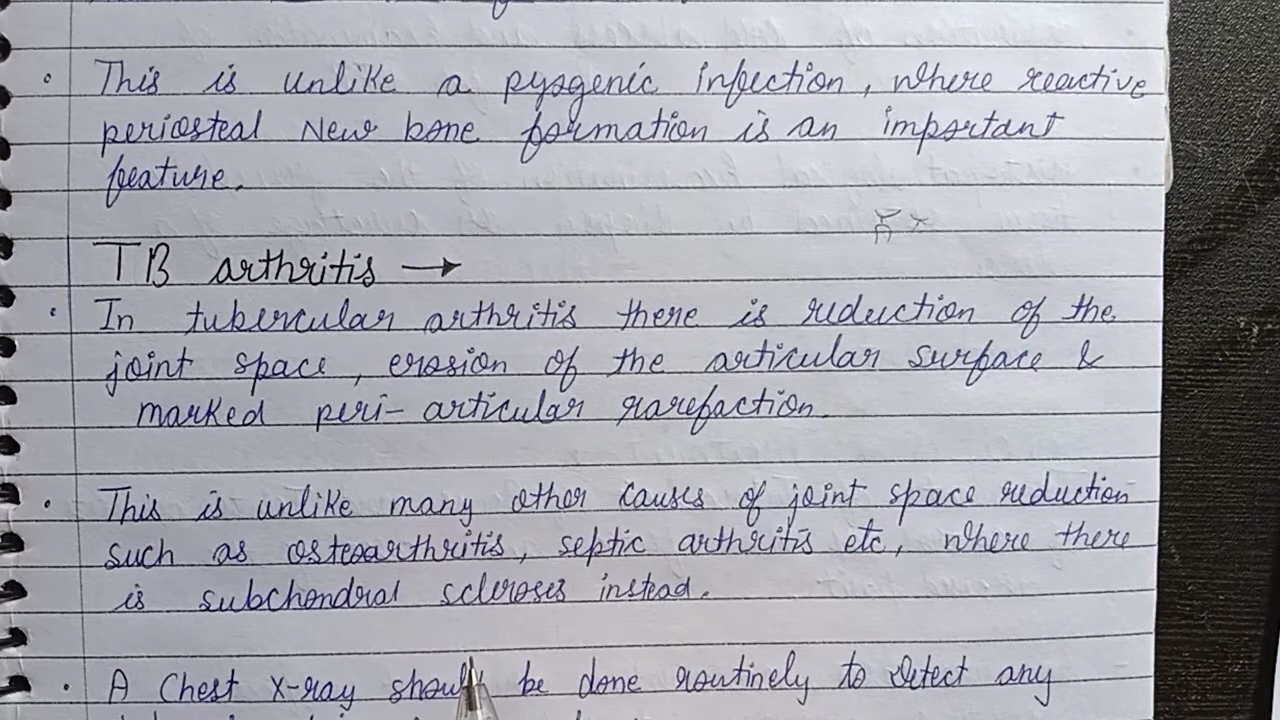 • This is unlike a pyogenic infection, where reactive
periosteal New bone formation is an important
feature.
TB arthritis →
• In tubercular arthritis there is reduction of the
joint space, erosion of the articular surface &
marked peri-articular rarefaction.
• This is unlike many other causes of joint space reduction
such as osteoarthritis, septic arthritis etc, where there
is subchondral scleroses instead.
• A Chest X-ray should be done routinely to detect any